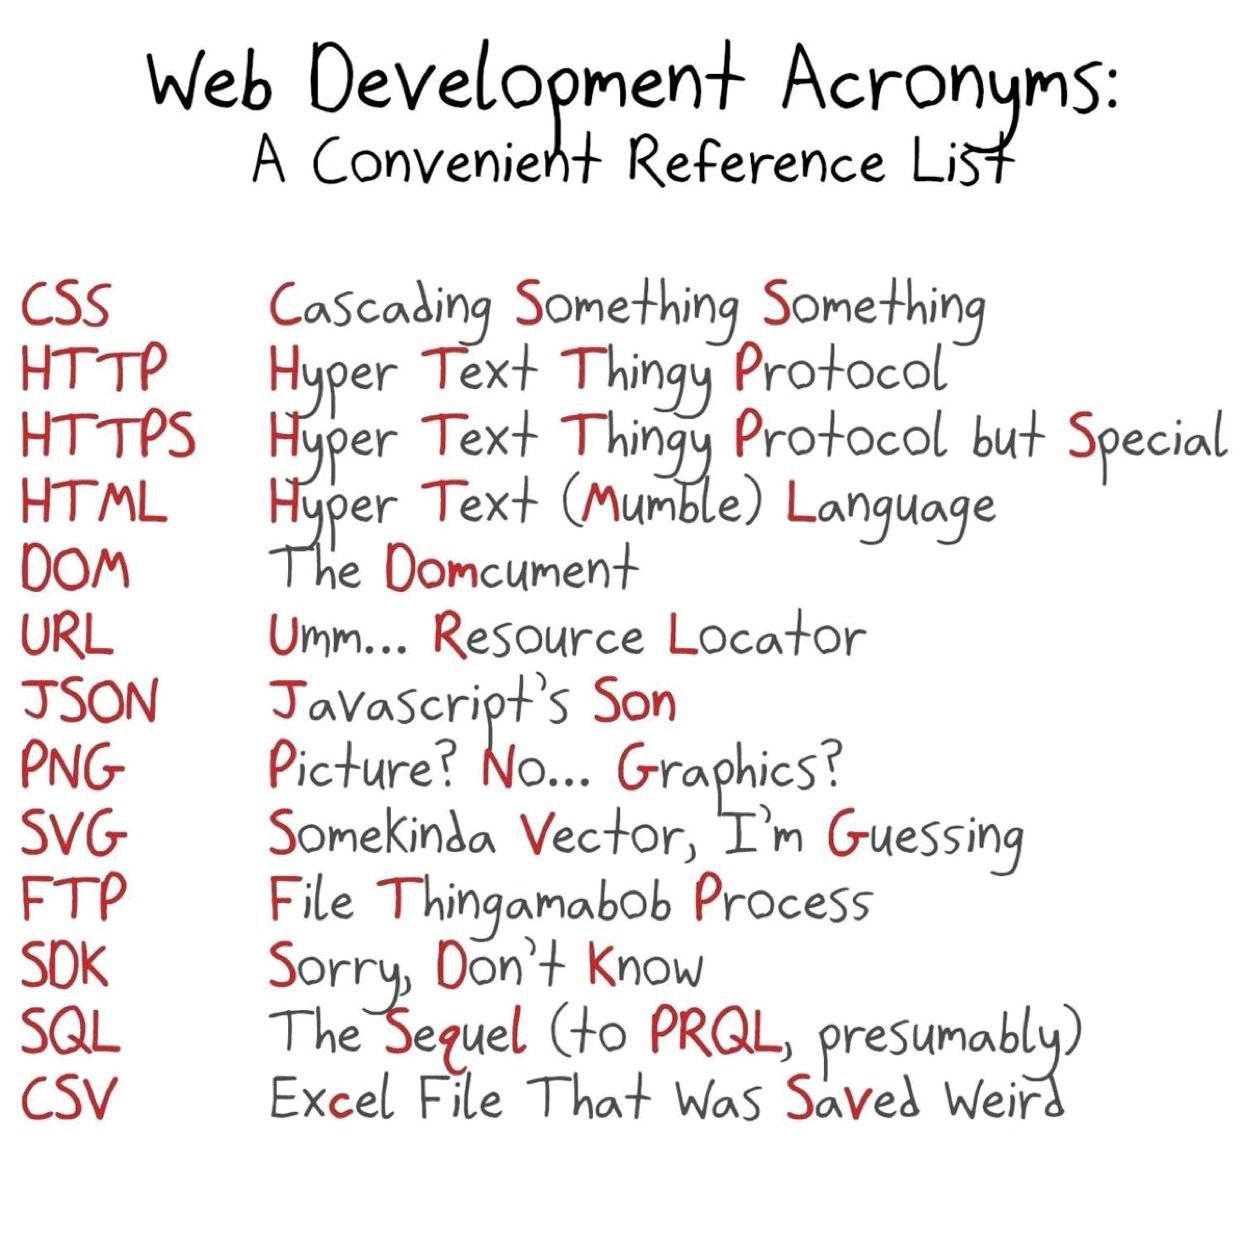 Web Development Acronyms:
A Convenient Reference List
CSS Cascading Something Something
HTTP Hyper Text Thingy Protocol
HTTPS Hyper Text Thingy Protocol but Special
HTML Hyper Text (Mumble) Language
DOM The Domcument
URL Umm... Resource Locator
JSON Javascript's Son
PNG Picture? No... Graphics?
SVG Somekinda Vector, I'm Guessing
FTP File Thingamabob Process
SDK Sorry, Don't Know
SQL The Sequel (to PRQL, presumably)
CSV Excel File That Was Saved Weird